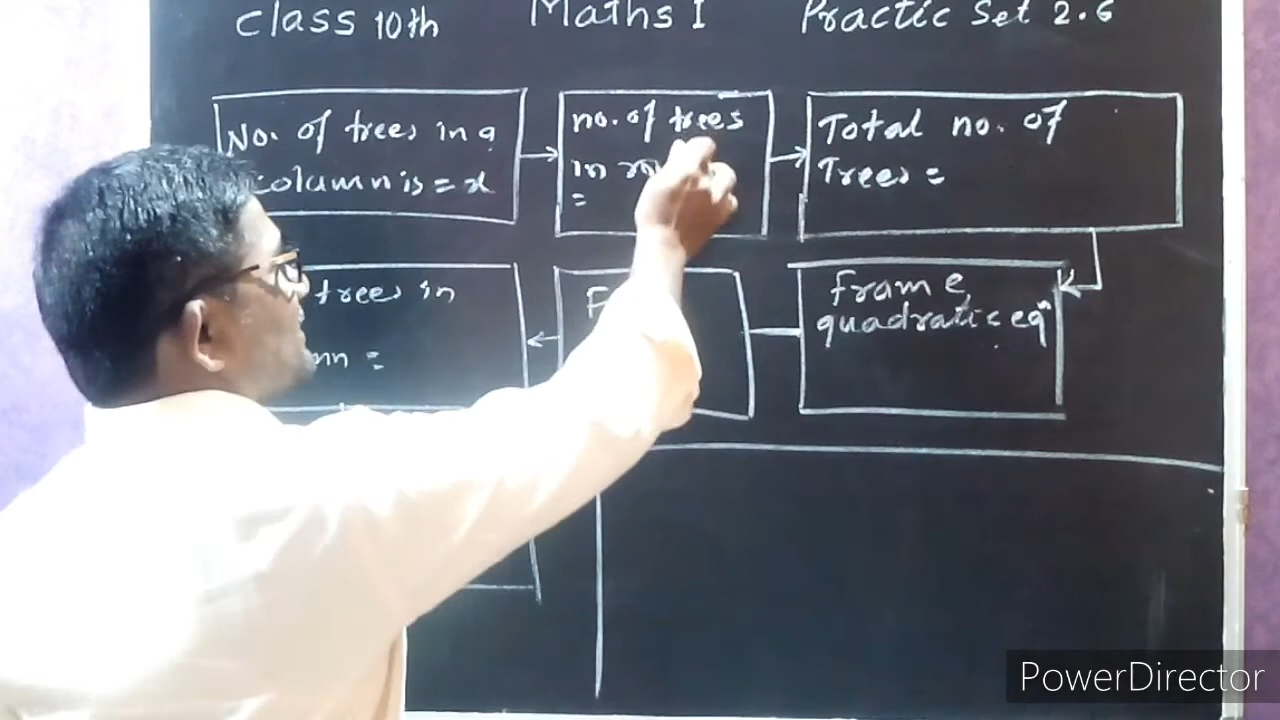 Class 10th Maths I Practic Set 2.6
No. of trees in a
column is = x
no. of trees
in
=
Total no. of
Trees =
trees in
=
frame
quadratic eqⁿ
PowerDirector